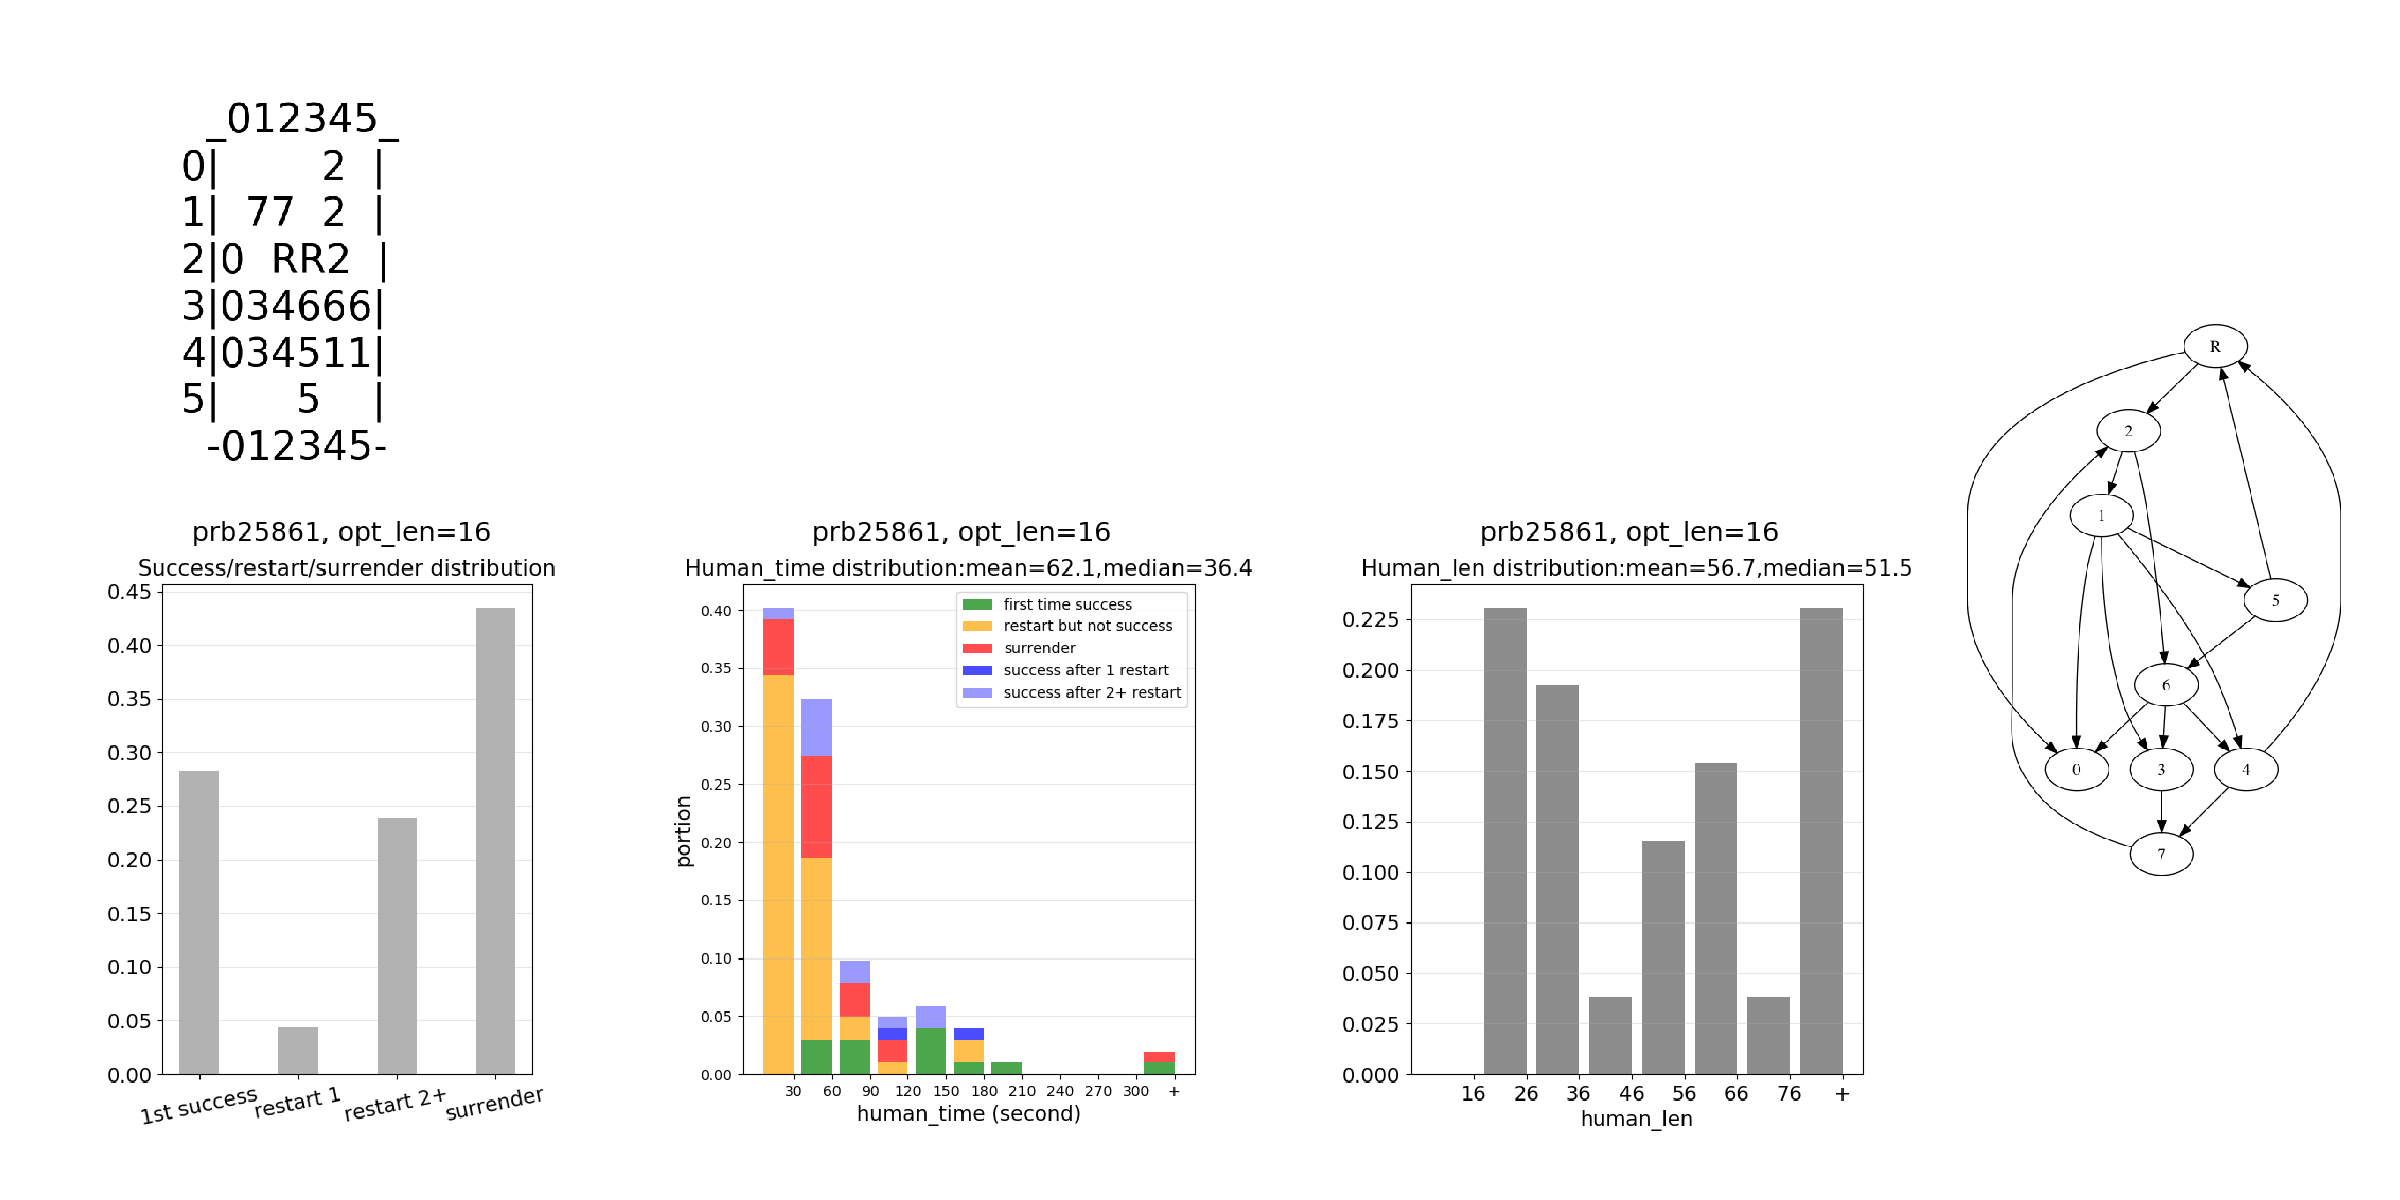 _012345_
0|    2  |
1| 77 2  |
2|0 RR2  |
3|034666|
4|034511|
5|   5   |
-012345-
prb25861, opt_len=16
Success/restart/surrender distribution
0.45
0.40
0.35
0.30
0.25
0.20
0.15
0.10
0.05
0.00
1st success
restart 1
restart 2+
surrender
prb25861, opt_len=16
Human_time distribution:mean=62.1,median=36.4
first time success
restart but not success
surrender
success after 1 restart
success after 2+ restart
portion
0.40
0.35
0.30
0.25
0.20
0.15
0.10
0.05
0.00
30 60 90 120 150 180 210 240 270 300 +
human_time (second)
prb25861, opt_len=16
Human_len distribution:mean=56.7,median=51.5
0.225
0.200
0.175
0.150
0.125
0.100
0.075
0.050
0.025
0.000
16 26 36 46 56 66 76 +
human_len
R
2
1
5
6
0 3 4
7